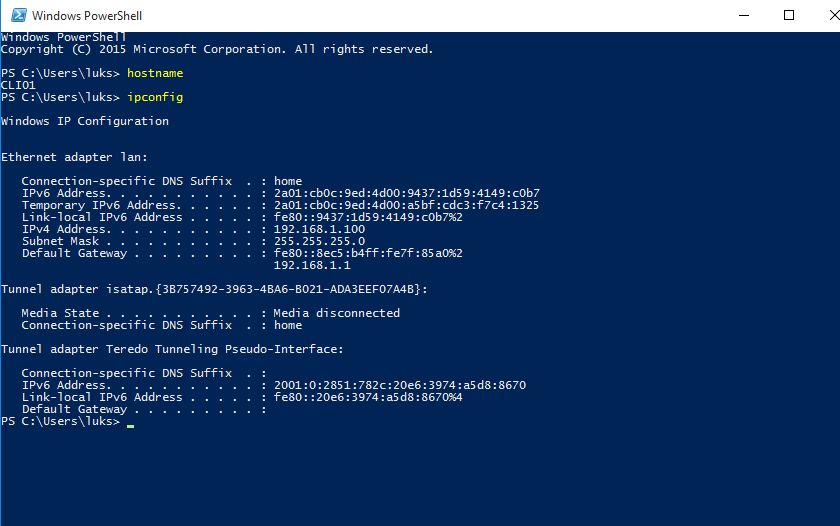 Windows PowerShell
Windows PowerShell
Copyright (C) 2015 Microsoft Corporation. All rights reserved.
PS C:\Users\luks> hostname
CLI01
PS C:\Users\luks> ipconfig
Windows IP Configuration
Ethernet adapter lan:
Connection-specific DNS Suffix . : home
IPv6 Address. . . . . . . . . . . : 2a01:cb0c:9ed:4d00:9437:1d59:4149:c0b7
Temporary IPv6 Address. . . . . . : 2a01:cb0c:9ed:4d00:a5bf:cdc3:f7c4:1325
Link-local IPv6 Address . . . . . : fe80::9437:1d59:4149:c0b7%2
IPv4 Address. . . . . . . . . . . : 192.168.1.100
Subnet Mask . . . . . . . . . . . : 255.255.255.0
Default Gateway . . . . . . . . . : fe80::8ec5:b4ff:fe7f:85a0%2
192.168.1.1
Tunnel adapter isatap.{3B757492-3963-4BA6-B021-ADA3EEF07A4B}:
Media State . . . . . . . . . . . : Media disconnected
Connection-specific DNS Suffix . : home
Tunnel adapter Teredo Tunneling Pseudo-Interface:
Connection-specific DNS Suffix . :
IPv6 Address. . . . . . . . . . . : 2001:0:2851:782c:20e6:3974:a5d8:8670
Link-local IPv6 Address . . . . . : fe80::20e6:3974:a5d8:8670%4
Default Gateway . . . . . . . . . :
PS C:\Users\luks>